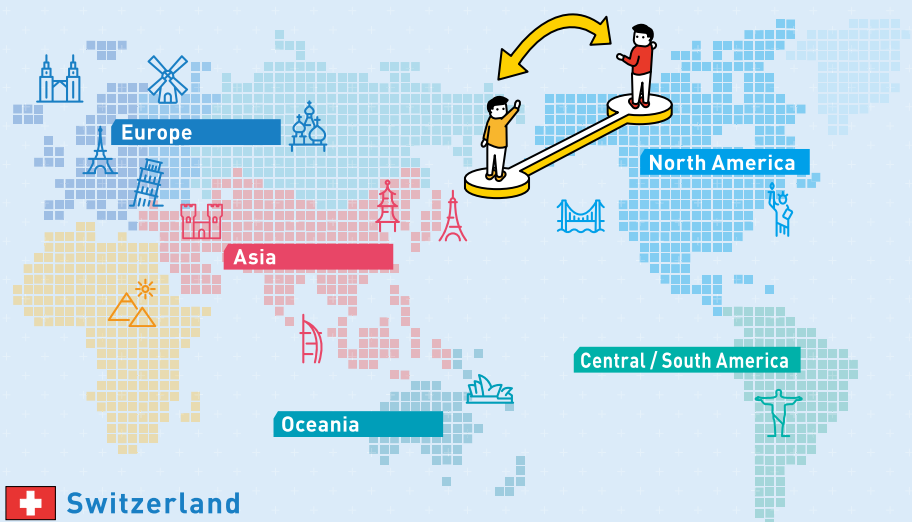 Europe
North America
Asia
Central / South America
Oceania
Switzerland